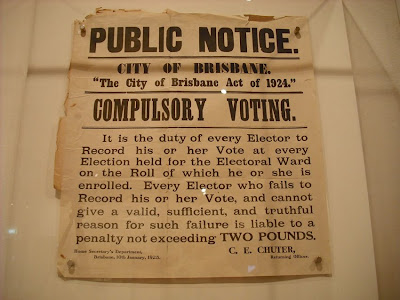 PUBLIC NOTICE.
CITY OF BRISBANE.
"The City of Brisbane Act of 1924."
COMPULSORY VOTING.
It is the duty of every Elector to
Record his or her Vote at every
Election held for the Electoral Ward
on the Roll of which he or she is
enrolled. Every Elector who fails to
Record his or her Vote, and cannot
give a valid, sufficient, and truthful
reason for such failure is liable to a
penalty not exceeding TWO POUNDS.
Home Secretary's Department,
Brisbane, January, 1925.
C. E. CHUTER,
Returning Officer.